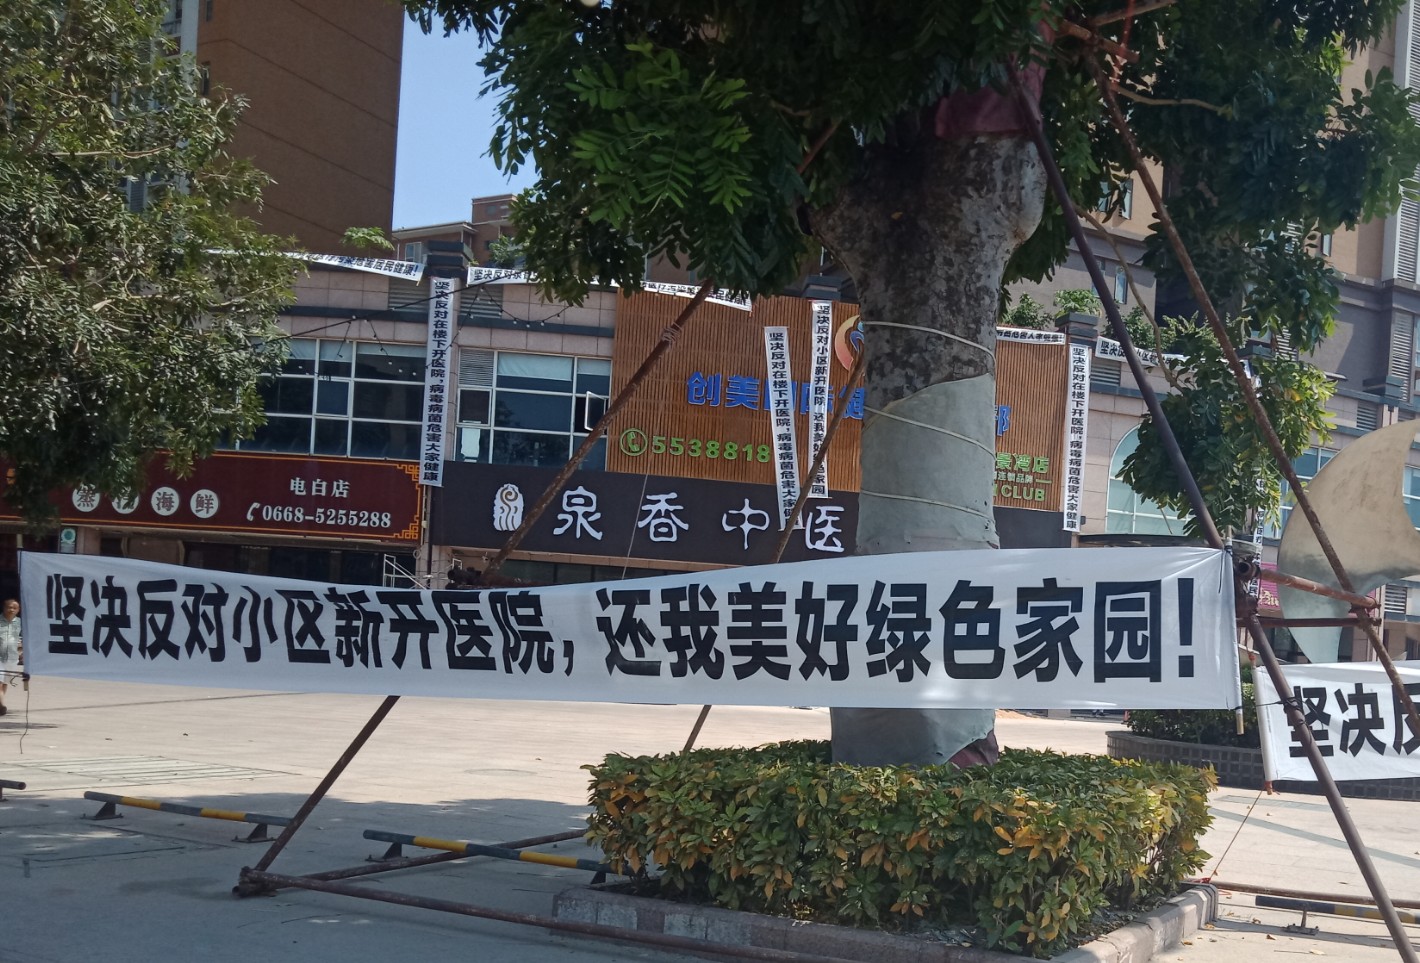 坚决反对在楼下开医院,病毒病菌危害大家健康
坚决反对在楼下开医院,病毒病菌危害大家健康
坚决反对小区新开医院,还我美好绿色家园
坚决反对在楼下开医院,病毒病菌危害大家健康
创美
5538818
CLUB
海鲜
电白店
0668-5255288
泉香中医
坚决反对小区新开医院,还我美好绿色家园!
坚决反